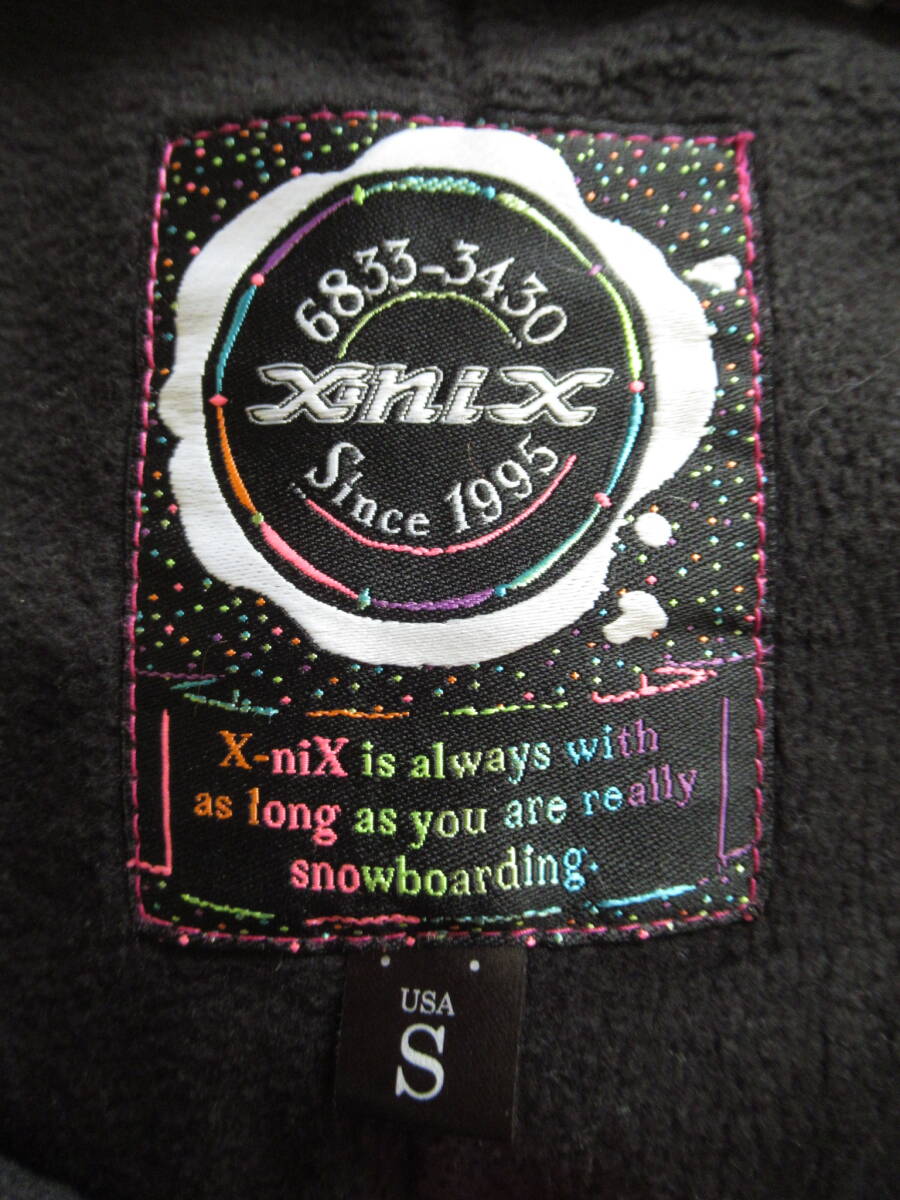 6833-3430
X-niX
Since 1995
X-niX is always with
as long as you are really
snowboarding.
USA
S